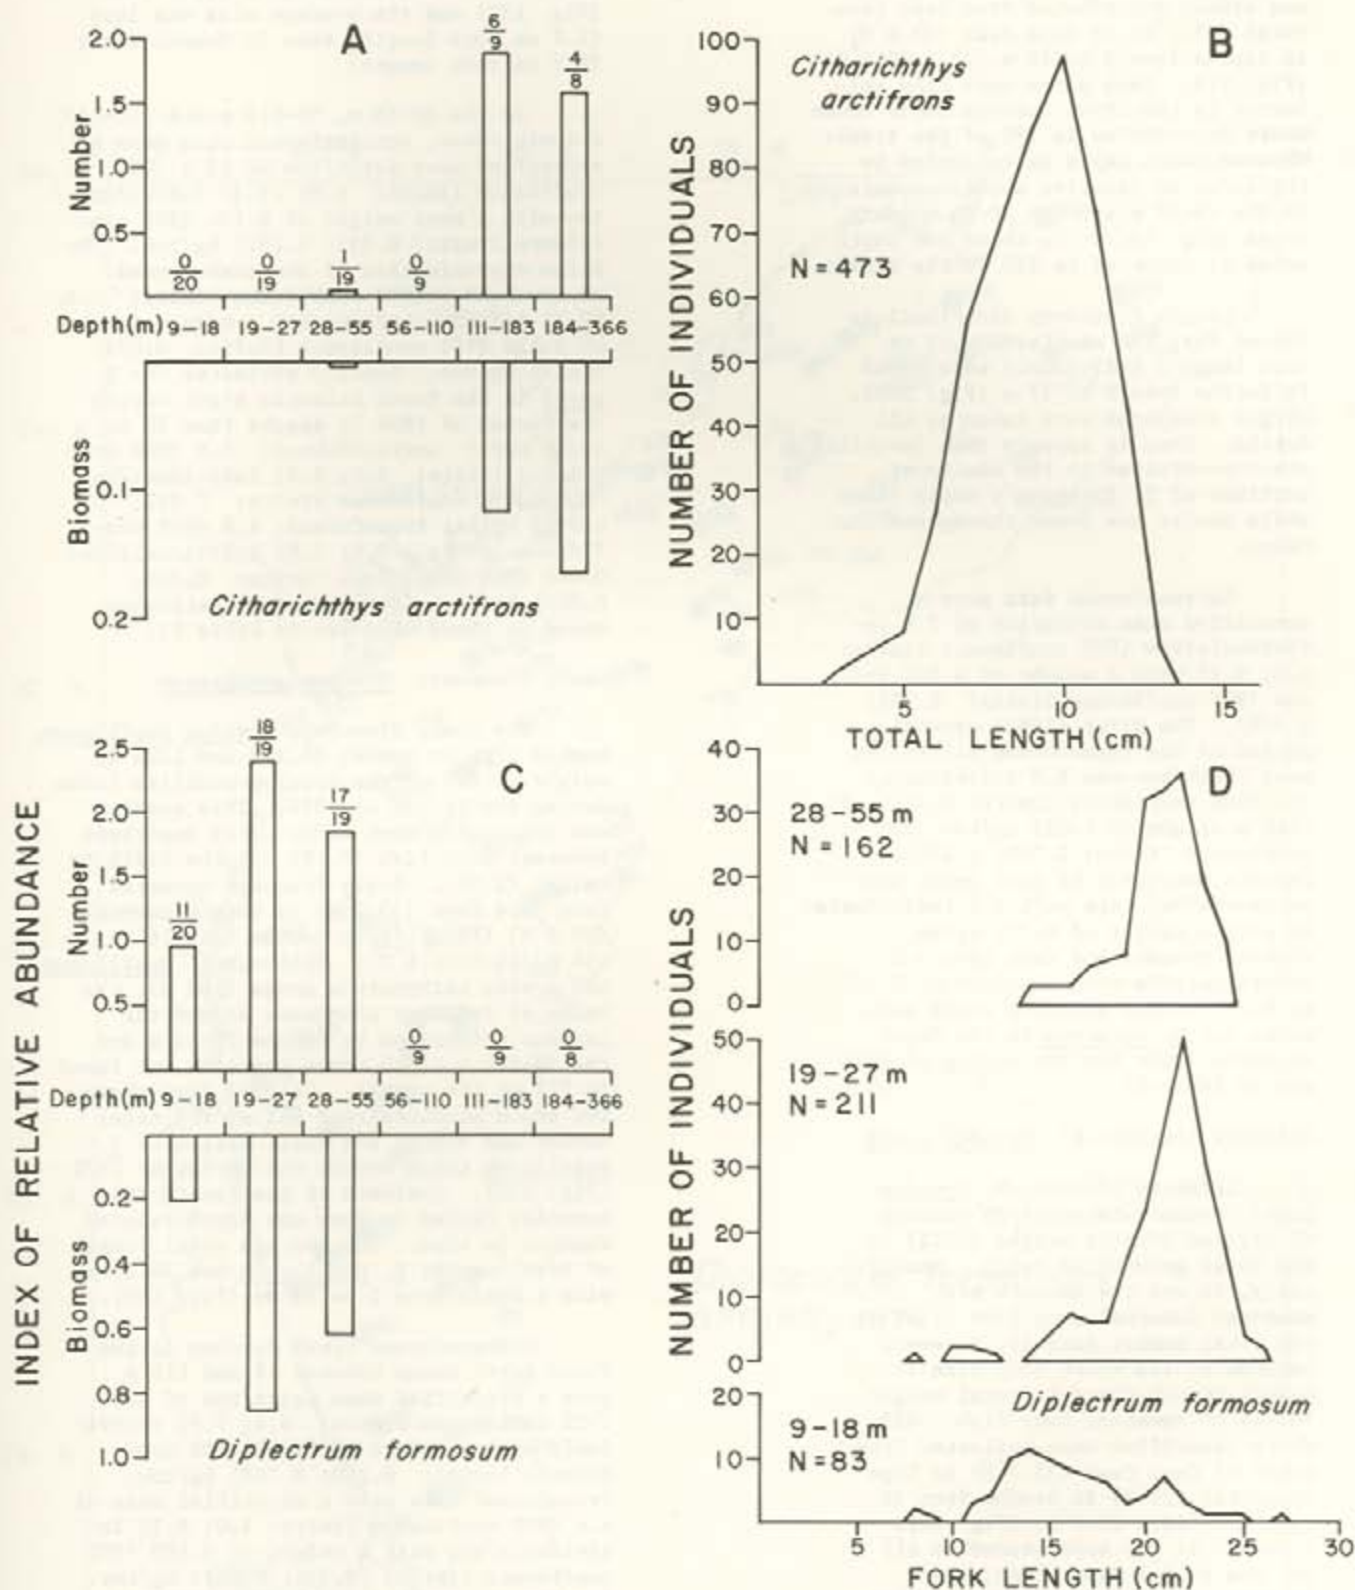 A
2.0
1.5
1.0
0.5
Number
0/20
0/19
1/19
0/9
6/9
4/8
Depth(m) 9-18 19-27 28-55 56-110 111-183 184-366
0.1
0.2
Biomass
Citharichthys arctifrons
B
Citharichthys
arctifrons
N=473
100
90
80
70
60
50
40
30
20
10
NUMBER OF INDIVIDUALS
5 10 15
TOTAL LENGTH (cm)
INDEX OF RELATIVE ABUNDANCE
C
2.5
2.0
1.5
1.0
0.5
Number
11/20
18/19
17/19
0/9
0/9
0/8
Depth(m) 9-18 19-27 28-55 56-110 111-183 184-366
0.2
0.4
0.6
0.8
1.0
Biomass
Diplectrum formosum
D
28-55m
N=162
40
30
20
10
0
19-27m
N=211
50
40
30
20
10
0
NUMBER OF INDIVIDUALS
Diplectrum formosum
9-18m
N=83
20
10
5 10 15 20 25 30
FORK LENGTH (cm)